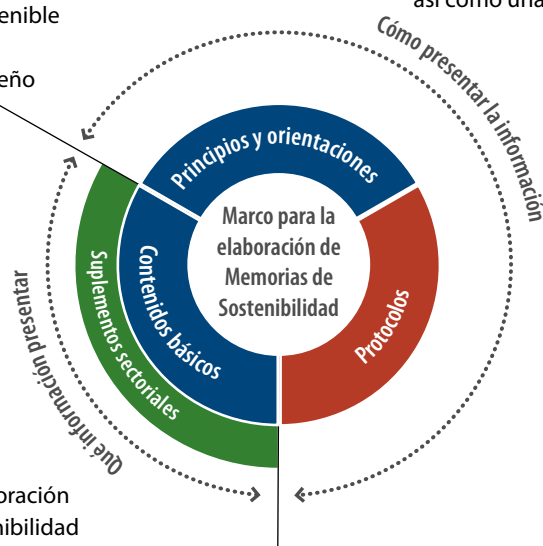 enible
eño
así como una
Cómo presentar la información
Principios y orientaciones
Marco para la
elaboración de
Memorias de
Sostenibilidad
Contenidos básicos
Protocolos
Suplementos sectoriales
Qué información presentar
oración
nibilidad